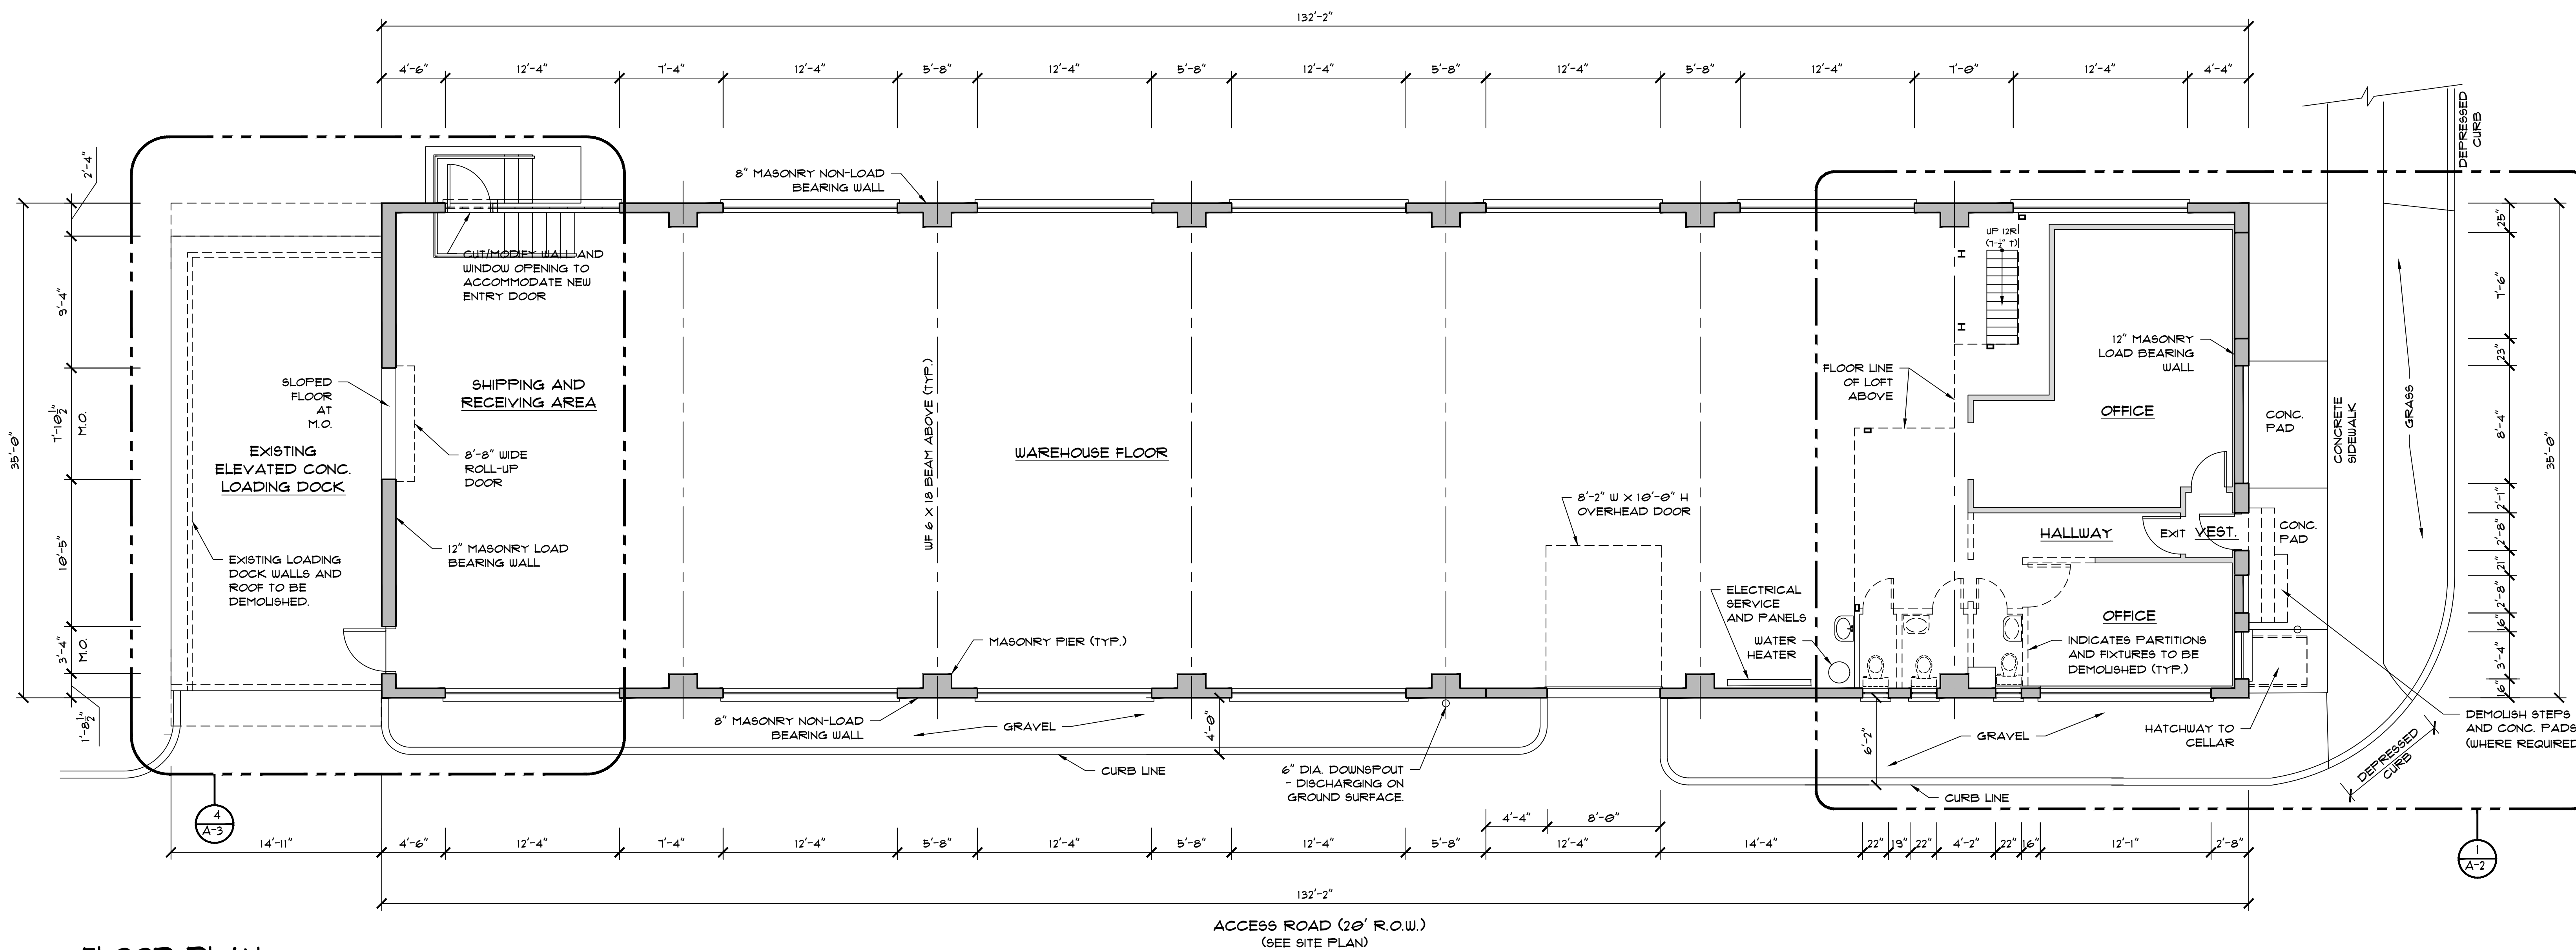 132'-2"
4'-6" 12'-4" 7'-4" 12'-4" 5'-8" 12'-4" 5'-8" 12'-4" 5'-8" 12'-4" 5'-8" 12'-4" 7'-0" 12'-4" 4'-4"
DEPRESSED
CURB
2'-4"
9'-4"
7'-10½"
M.O.
10'-5"
3'-4"
M.O.
1'-8½"
35'-0"
8" MASONRY NON-LOAD
BEARING WALL
CUT/MODIFY WALL AND
WINDOW OPENING TO
ACCOMMODATE NEW
ENTRY DOOR
SLOPED
FLOOR
AT
M.O.
SHIPPING AND
RECEIVING AREA
EXISTING
ELEVATED CONC.
LOADING DOCK
8'-8" WIDE
ROLL-UP
DOOR
EXISTING LOADING
DOCK WALLS AND
ROOF TO BE
DEMOLISHED.
12" MASONRY LOAD
BEARING WALL
WF 6 X 18 BEAM ABOVE (TYP.)
WAREHOUSE FLOOR
MASONRY PIER (TYP.)
8'-2" W X 10'-0" H
OVERHEAD DOOR
ELECTRICAL
SERVICE
AND PANELS
WATER
HEATER
UP 12R
(7-½" T)
FLOOR LINE
OF LOFT
ABOVE
12" MASONRY
LOAD BEARING
WALL
OFFICE
HALLWAY
EXIT
VEST.
OFFICE
INDICATES PARTITIONS
AND FIXTURES TO BE
DEMOLISHED (TYP.)
CONC.
PAD
CONC.
PAD
CONCRETE
SIDEWALK
GRASS
25"
7'-6"
23"
8'-4"
2'-1"
2'-8"
21"
2'-8"
16"
3'-4"
16"
35'-0"
8" MASONRY NON-LOAD
BEARING WALL
GRAVEL
4'-0"
CURB LINE
6" DIA. DOWNSPOUT
- DISCHARGING ON
GROUND SURFACE.
6'-2"
GRAVEL
CURB LINE
HATCHWAY TO
CELLAR
DEPRESSED
CURB
DEMOLISH STEPS
AND CONC. PADS
(WHERE REQUIRED
4
A-3
1
A-2
4'-4" 8'-0"
14'-11" 4'-6" 12'-4" 7'-4" 12'-4" 5'-8" 12'-4" 5'-8" 12'-4" 5'-8" 12'-4" 14'-4" 22" 19" 22" 4'-2" 22" 16" 12'-1" 2'-8"
132'-2"
ACCESS ROAD (20' R.O.W.)
(SEE SITE PLAN)
FLOOR PLAN